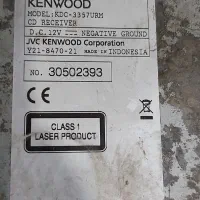 KENWOOD
MODEL:KDC-3357URM
CD RECEIVER
D.C. 12V ⎓ NEGATIVE GROUND
JVC KENWOOD Corporation
Y21-8470-21 MADE IN INDONESIA
NO. 30502393
CE
CLASS 1
LASER PRODUCT